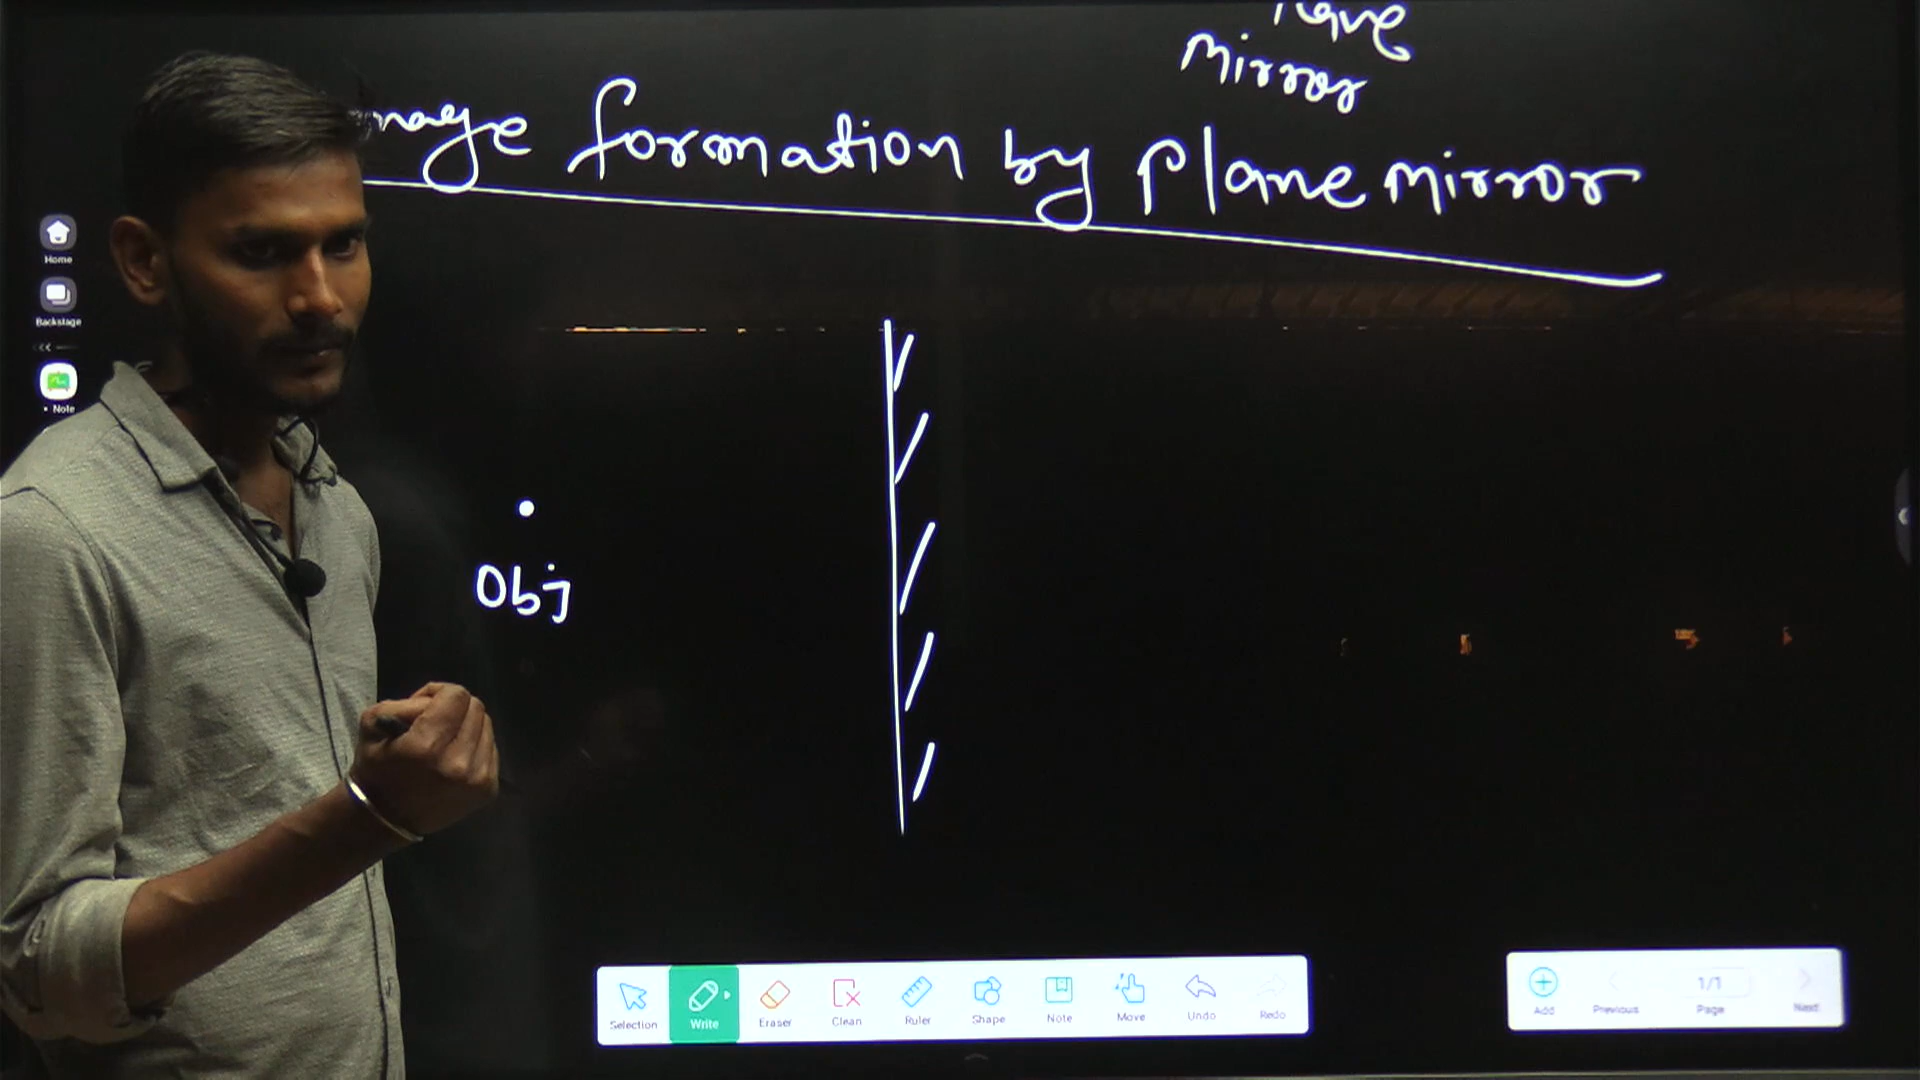 mirror
mage formation by plane mirror
Home
Backstage
Note
Obj
Selection
Write
Eraser
Clean
Ruler
Shape
Note
Move
Undo
Redo
Add
Previous
1/1
Page
Next